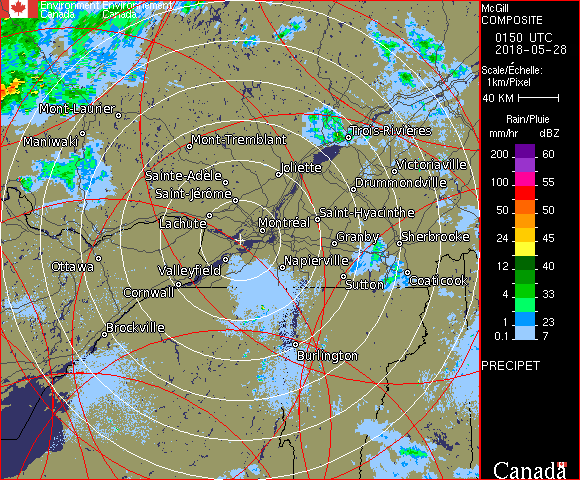 Environment Environnement
Canada Canada
Mont-Laurier
Maniwaki
Mont-Tremblant
Trois-Rivières
Sainte-Adèle
Joliette
Victoriaville
Saint-Jérôme
Drummondville
Lachute
Montréal
Saint-Hyacinthe
Granby
Sherbrooke
Ottawa
Valleyfield
Napierville
Cornwall
Sutton
Coaticook
Brockville
Burlington
McGill
COMPOSITE
0150 UTC
2018-05-28
Scale/Échelle:
1km/Pixel
40 KM
Rain/Pluie
mm/hr dBZ
200 60
100 55
50 50
24 45
12 40
4 33
1 23
0.1 7
PRECIPET
Canada